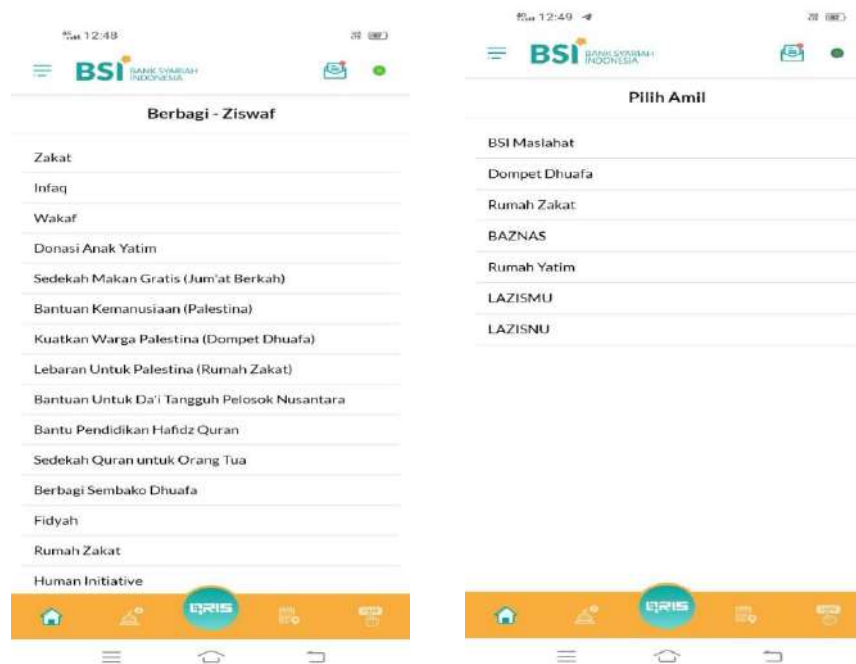 12:48
BSI BANK SYARIAH
INDONESIA
Berbagi - Ziswaf
Zakat
Infaq
Wakaf
Donasi Anak Yatim
Sedekah Makan Gratis (Jum'at Berkah)
Bantuan Kemanusiaan (Palestina)
Kuatkan Warga Palestina (Dompet Dhuafa)
Lebaran Untuk Palestina (Rumah Zakat)
Bantuan Untuk Da'i Tangguh Pelosok Nusantara
Bantu Pendidikan Hafidz Quran
Sedekah Quran untuk Orang Tua
Berbagi Sembako Dhuafa
Fidyah
Rumah Zakat
Human Initiative
QRIS
12:49
BSI BANK SYARIAH
INDONESIA
Pilih Amil
BSI Maslahat
Dompet Dhuafa
Rumah Zakat
BAZNAS
Rumah Yatim
LAZISMU
LAZISNU
QRIS